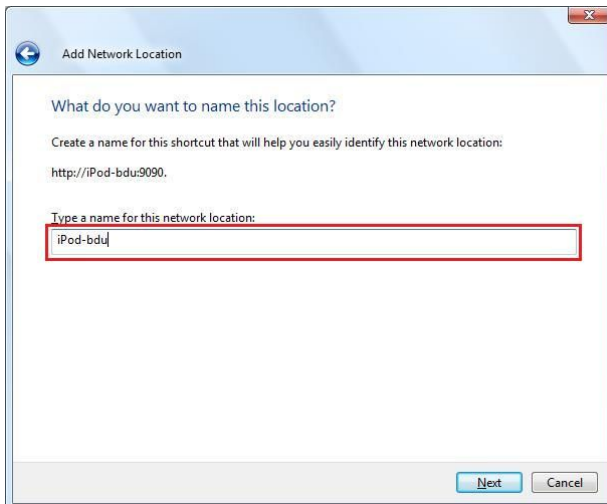 Add Network Location
What do you want to name this location?
Create a name for this shortcut that will help you easily identify this network location:
http://iPod-bdu:9090.
Type a name for this network location:
iPod-bdu
Next
Cancel